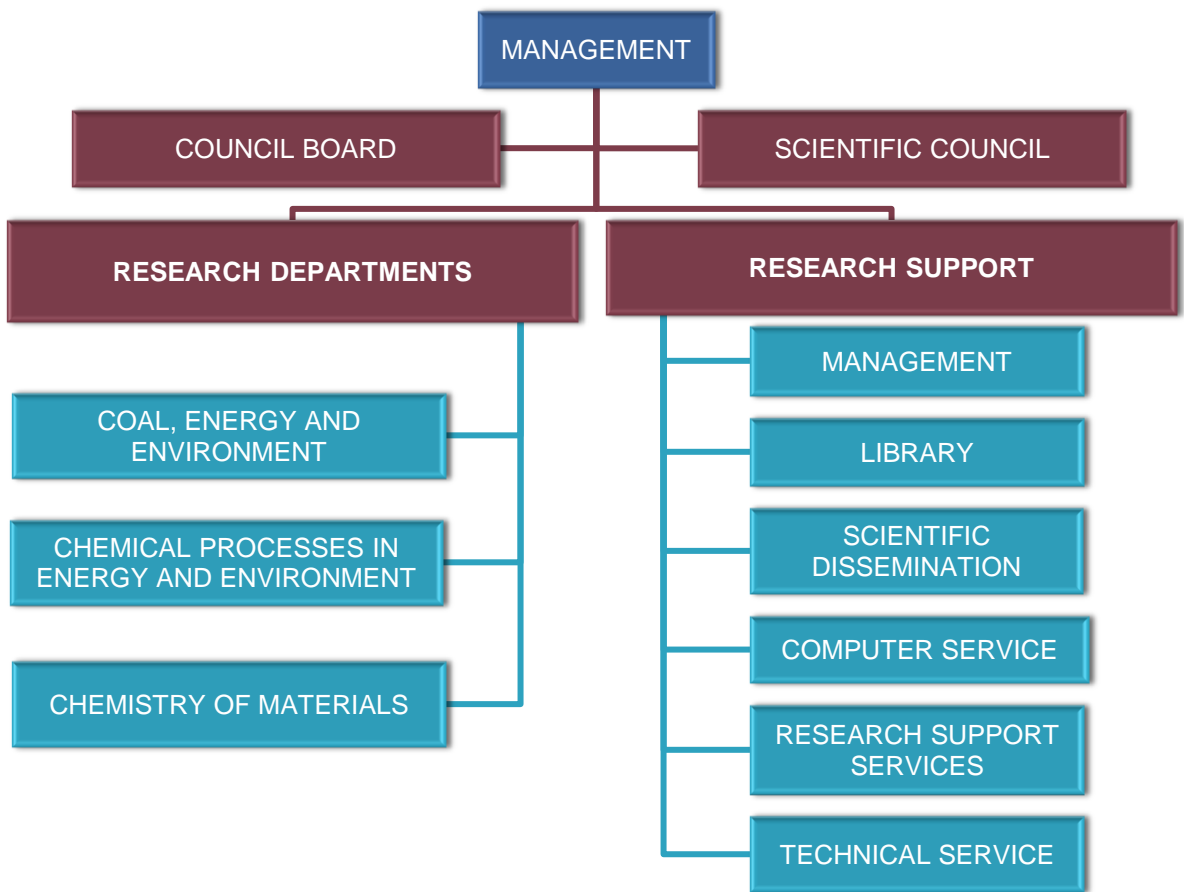 MANAGEMENT
COUNCIL BOARD
SCIENTIFIC COUNCIL
RESEARCH DEPARTMENTS
RESEARCH SUPPORT
COAL, ENERGY AND
ENVIRONMENT
CHEMICAL PROCESSES IN
ENERGY AND ENVIRONMENT
CHEMISTRY OF MATERIALS
MANAGEMENT
LIBRARY
SCIENTIFIC
DISSEMINATION
COMPUTER SERVICE
RESEARCH SUPPORT
SERVICES
TECHNICAL SERVICE